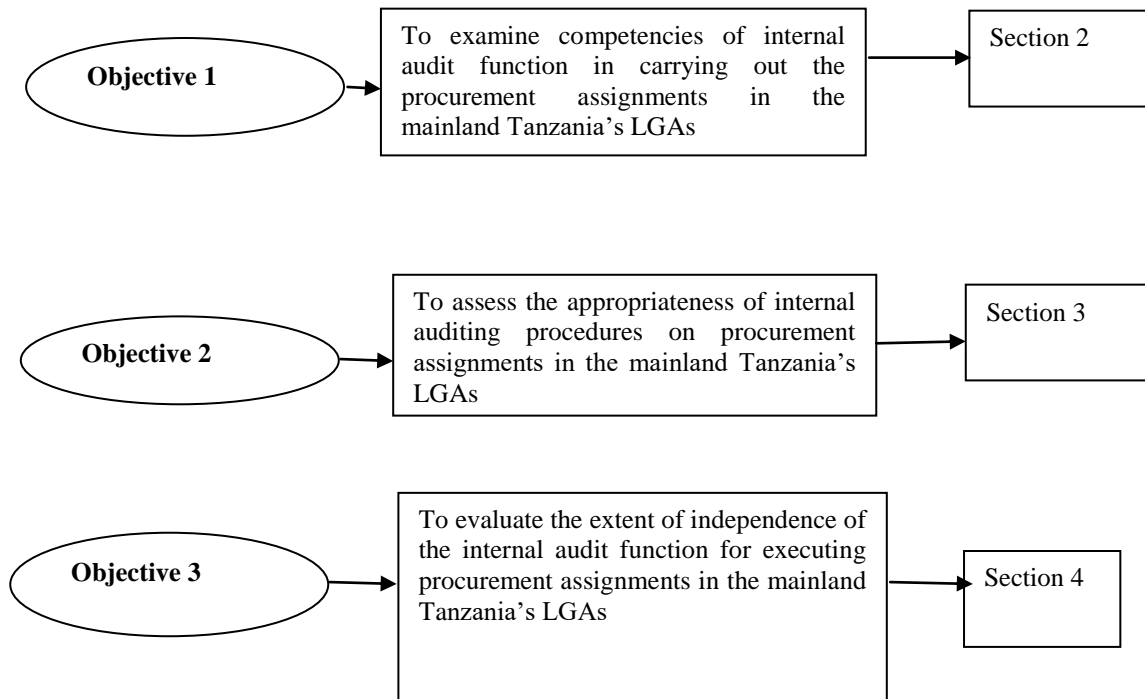 Objective 1
To examine competencies of internal
audit function in carrying out the
procurement assignments in the
mainland Tanzania’s LGAs
Section 2
Objective 2
To assess the appropriateness of internal
auditing procedures on procurement
assignments in the mainland Tanzania’s
LGAs
Section 3
Objective 3
To evaluate the extent of independence of
the internal audit function for executing
procurement assignments in the mainland
Tanzania’s LGAs
Section 4